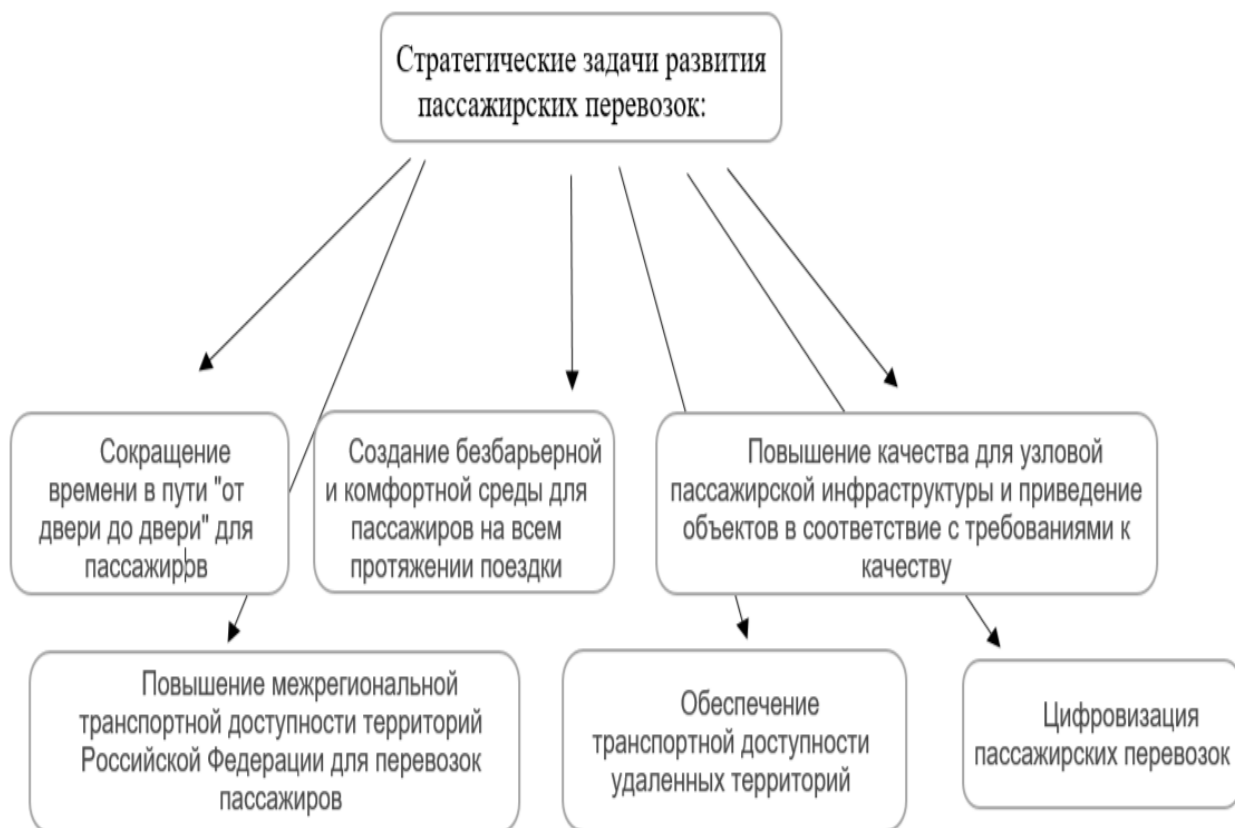 Стратегические задачи развития
пассажирских перевозок:
Сокращение
времени в пути "от
двери до двери" для
пассажиров
Создание безбарьерной
и комфортной среды для
пассажиров на всем
протяжении поездки
Повышение качества для узловой
пассажирской инфраструктуры и приведение
объектов в соответствие с требованиями к
качеству
Повышение межрегиональной
транспортной доступности территорий
Российской Федерации для перевозок
пассажиров
Обеспечение
транспортной доступности
удаленных территорий
Цифровизация
пассажирских перевозок